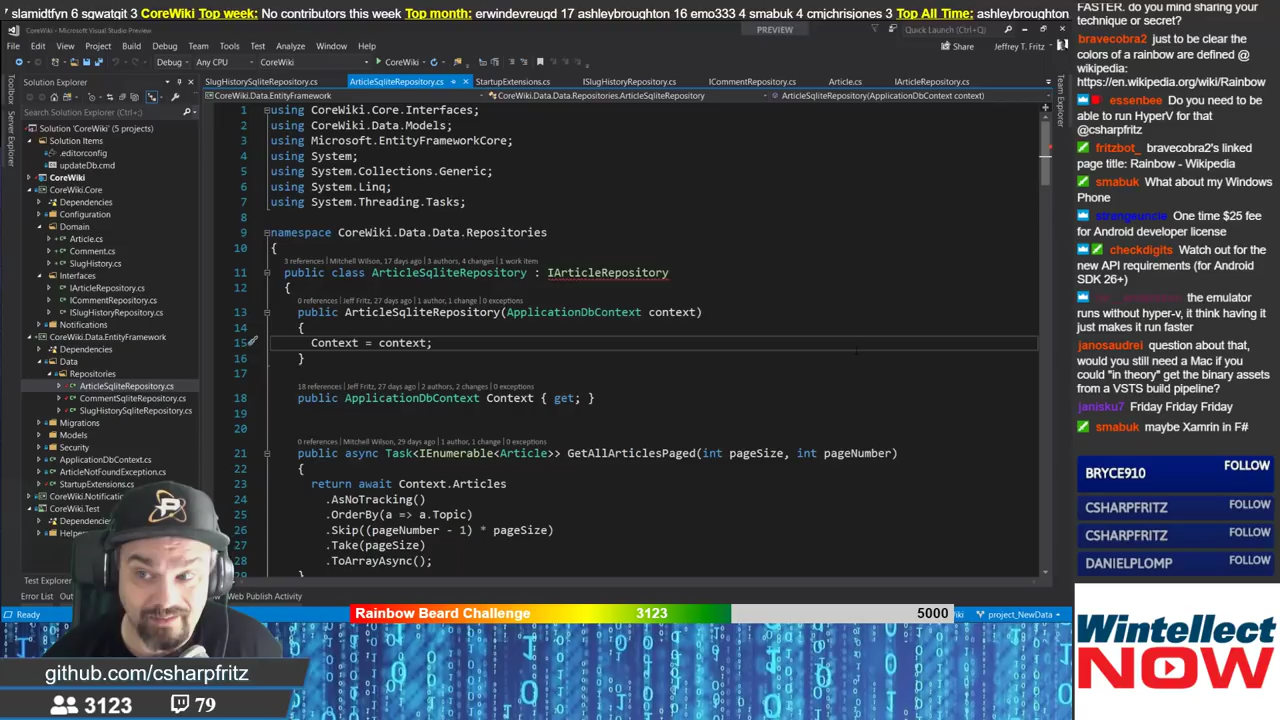 7 slamidtfyn 6 sgwatgit 3 CoreWiki Top week: No contributors this week Top month: erwindevreugd 17 ashleybroughton 16 emo333 4 smabuk 4 cmjchrisjones 3 Top All Time: ashleybroughton
CoreWiki - Microsoft Visual Studio
PREVIEW
Quick Launch (Ctrl+Q)
File Edit View Project Build Debug Team Tools Test Analyze Window Help
Share Jeffrey T. Fritz
Debug Any CPU CoreWiki CoreWiki
Toolbox
Server Explorer
Team Explorer
Solution Explorer
SlugHistorySqliteRepository.cs ArticleSqliteRepository.cs StartupExtensions.cs ISlugHistoryRepository.cs ICommentRepository.cs Article.cs IArticleRepository.cs
CoreWiki.Data.EntityFramework CoreWiki.Data.Data.Repositories.ArticleSqliteRepository ArticleSqliteRepository(ApplicationDbContext context)
Search Solution Explorer (Ctrl+;)
Solution 'CoreWiki' (5 projects)
Solution Items
.editorconfig
updateDb.cmd
CoreWiki
CoreWiki.Core
Dependencies
Configuration
Domain
Article.cs
Comment.cs
SlugHistory.cs
Interfaces
IArticleRepository.cs
ICommentRepository.cs
ISlugHistoryRepository.cs
Notifications
CoreWiki.Data.EntityFramework
Dependencies
Data
Repositories
ArticleSqliteRepository.cs
CommentSqliteRepository.cs
SlugHistorySqliteRepository.cs
Migrations
Models
Security
ApplicationDbContext.cs
ArticleNotFoundException.cs
StartupExtensions.cs
CoreWiki.Test
1 using CoreWiki.Core.Interfaces;
2 using CoreWiki.Data.Models;
3 using Microsoft.EntityFrameworkCore;
4 using System;
5 using System.Collections.Generic;
6 using System.Linq;
7 using System.Threading.Tasks;
8
9 namespace CoreWiki.Data.Data.Repositories
10 {
3 references | Mitchell Wilson, 17 days ago | 3 authors, 4 changes | 1 work item
11 public class ArticleSqliteRepository : IArticleRepository
12 {
0 references | Jeff Fritz, 27 days ago | 1 author, 1 change | 0 exceptions
13 public ArticleSqliteRepository(ApplicationDbContext context)
14 {
15 Context = context;
16 }
17
18 references | Jeff Fritz, 27 days ago | 2 authors, 2 changes | 0 exceptions
18 public ApplicationDbContext Context { get; }
19
20
0 references | Mitchell Wilson, 29 days ago | 1 author, 1 change | 0 exceptions
21 public async Task<IEnumerable<Article>> GetAllArticlesPaged(int pageSize, int pageNumber)
22 {
23 return await Context.Articles
24 .AsNoTracking()
25 .OrderBy(a => a.Topic)
26 .Skip((pageNumber - 1) * pageSize)
27 .Take(pageSize)
28 .ToArrayAsync();
Test Explorer
Error List
Web Publish Activity
Ready
project_NewData
FASTER. do you mind sharing your
technique or secret?
bravecobra2 just to be clear the
colors of a rainbow are defined @
wikipedia:
https://en.wikipedia.org/wiki/Rainbow
essenbee Do you need to be
able to run HyperV for that
@csharpfritz
fritzbot_ bravecobra2's linked
page title: Rainbow - Wikipedia
smabuk What about my Windows
Phone
strengeuncle One time $25 fee
for Android developer license
checkdigits Watch out for the
new API requirements (for Android
SDK 26+)
the emulator
runs without hyper-v, it think having it
just makes it run faster
janosaudrei question about that,
would you still need a Mac if you
could "in theory" get the binary assets
from a VSTS build pipeline?
janisku7 Friday Friday Friday
smabuk maybe Xamrin in F#
BRYCE910 FOLLOW
CSHARPFRITZ FOLLOW
CSHARPFRITZ FOLLOW
DANIELPLOMP FOLLOW
Rainbow Beard Challenge 3123 5000
Wintellect
NOW
github.com/csharpfritz
3123 79